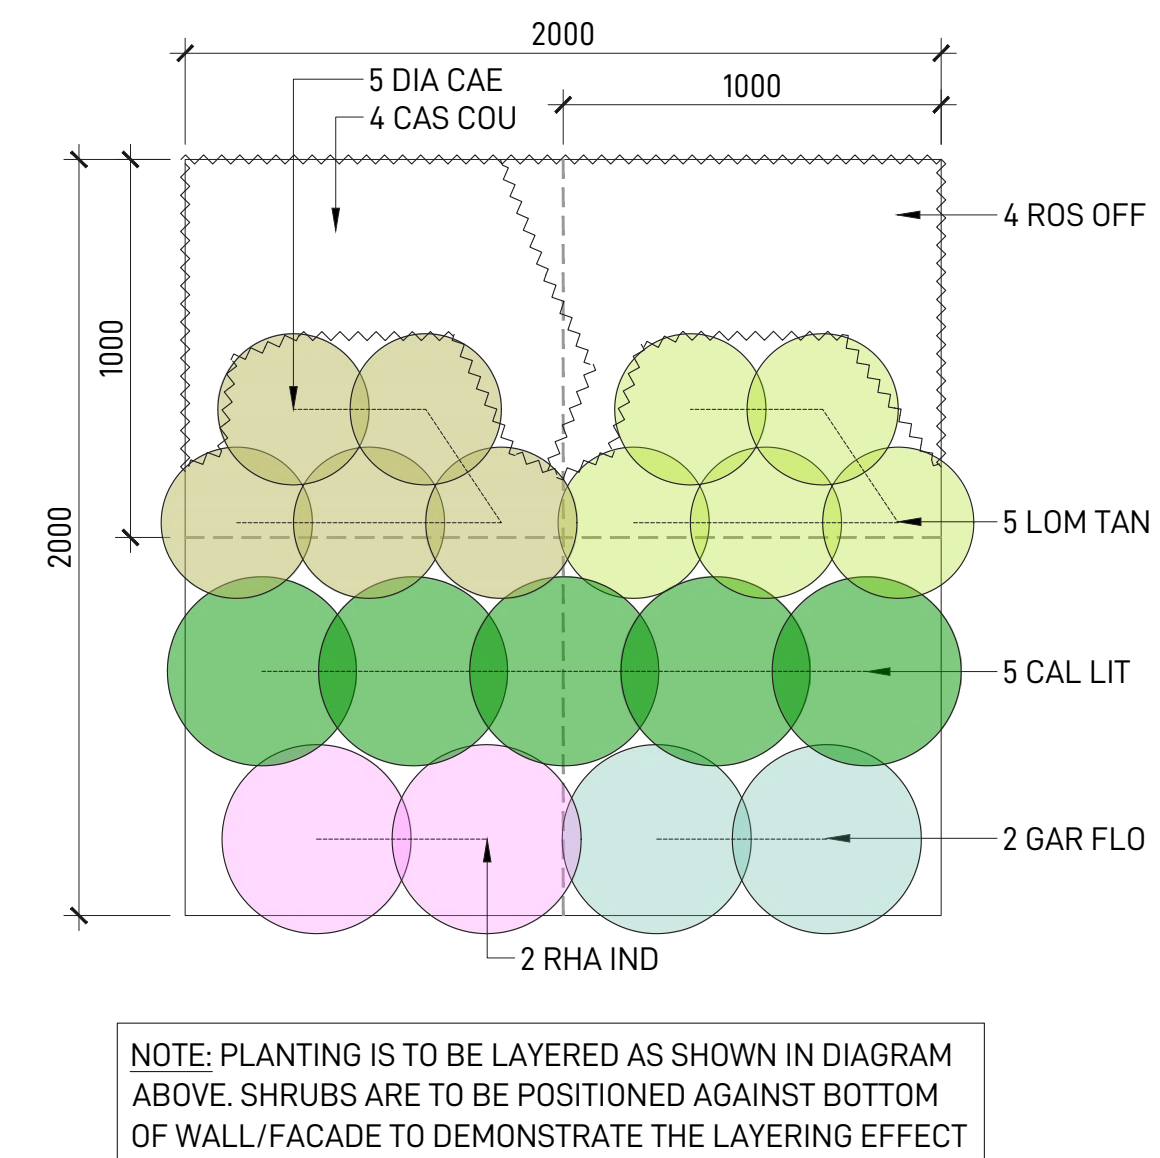 2000
5 DIA CAE
1000
4 CAS COU
4 ROS OFF
1000
2000
5 LOM TAN
5 CAL LIT
2 GAR FLO
2 RHA IND
NOTE: PLANTING IS TO BE LAYERED AS SHOWN IN DIAGRAM
ABOVE. SHRUBS ARE TO BE POSITIONED AGAINST BOTTOM
OF WALL/FACADE TO DEMONSTRATE THE LAYERING EFFECT